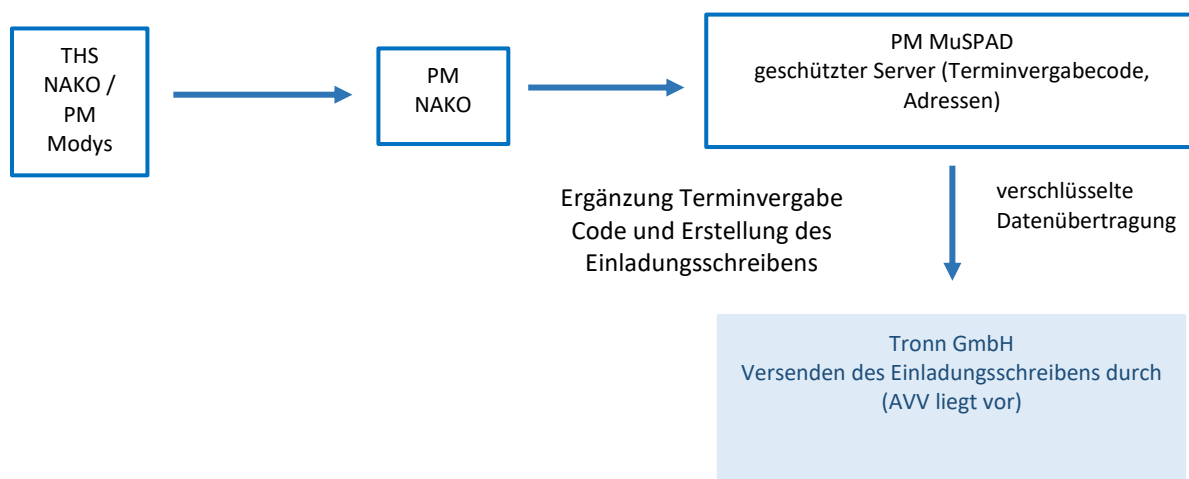 THS
NAKO /
PM
Modys
PM
NAKO
PM MuSPAD
geschützter Server (Terminvergabecode,
Adressen)
Ergänzung Terminvergabe
Code und Erstellung des
Einladungsschreibens
verschlüsselte
Datenübertragung
Tronn GmbH
Versenden des Einladungsschreibens durch
(AVV liegt vor)